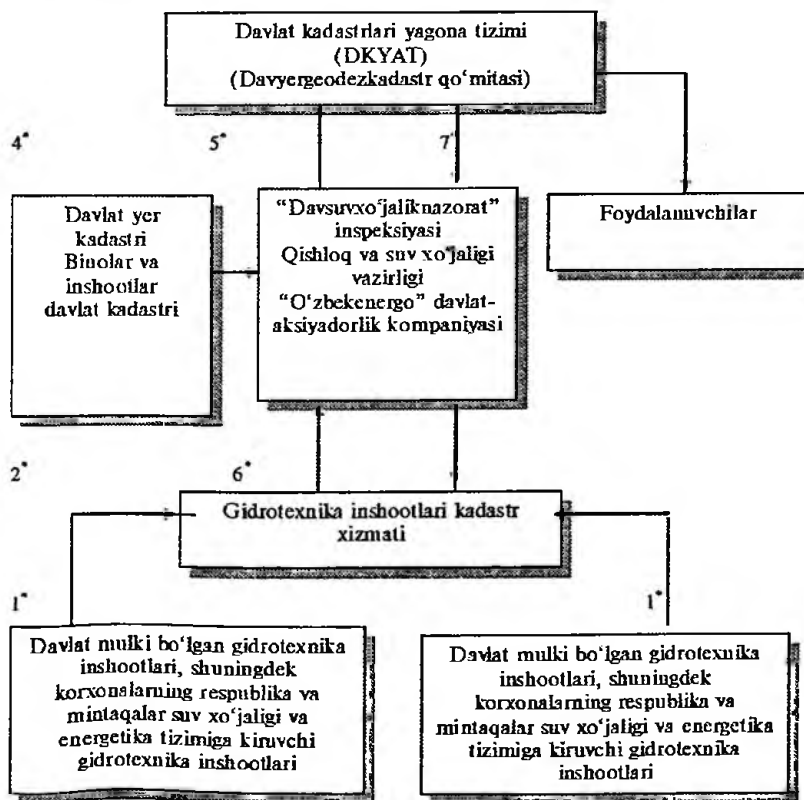 Davlat kadastrlari yagona tizimi
(DKYAT)
(Davyergeodezkadastr qo‘mitasi)
4*
5*
7*
Davlat yer
kadastri
Binolar va
inshootlar
davlat kadastri
“Davsuvxo‘jaliknazorat”
inspeksiyasi
Qishloq va suv xo‘jaligi
vazirligi
“O‘zbekenergo” davlat-
aksiyadorlik kompaniyasi
Foydalanuvchilar
2*
6*
Gidrotexnika inshootlari kadastr
xizmati
1*
1*
Davlat mulki bo‘lgan gidrotexnika
inshootlari, shuningdek
korxonalarning respublika va
mintaqalar suv xo‘jaligi va
energetika tizimiga kiruvchi
gidrotexnika inshootlari
Davlat mulki bo‘lgan gidrotexnika
inshootlari, shuningdek
korxonalarning respublika va
mintaqalar suv xo‘jaligi va energetika
tizimiga kiruvchi gidrotexnika
inshootlari